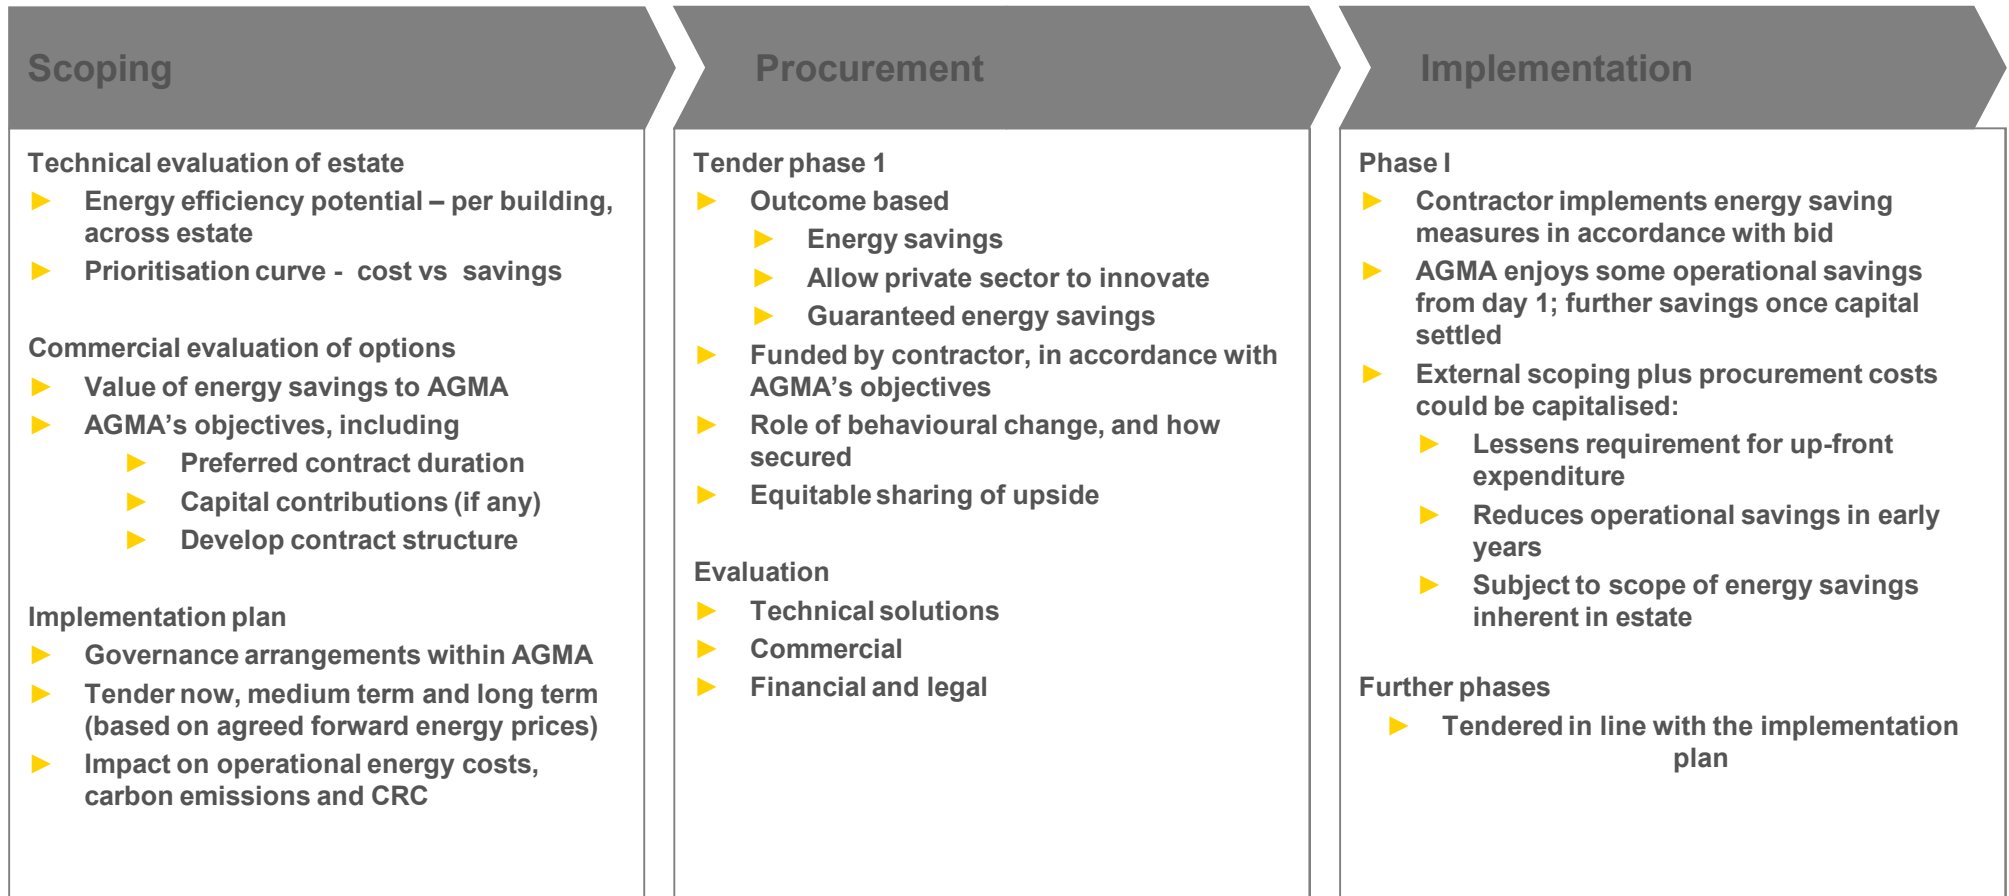 Scoping
Technical evaluation of estate
► Energy efficiency potential – per building,
across estate
► Prioritisation curve - cost vs savings
Commercial evaluation of options
► Value of energy savings to AGMA
► AGMA's objectives, including
► Preferred contract duration
► Capital contributions (if any)
► Develop contract structure
Implementation plan
► Governance arrangements within AGMA
► Tender now, medium term and long term
(based on agreed forward energy prices)
► Impact on operational energy costs,
carbon emissions and CRC
Procurement
Tender phase 1
► Outcome based
► Energy savings
► Allow private sector to innovate
► Guaranteed energy savings
► Funded by contractor, in accordance with
AGMA's objectives
► Role of behavioural change, and how
secured
► Equitable sharing of upside
Evaluation
► Technical solutions
► Commercial
► Financial and legal
Implementation
Phase I
► Contractor implements energy saving
measures in accordance with bid
► AGMA enjoys some operational savings
from day 1; further savings once capital
settled
► External scoping plus procurement costs
could be capitalised:
► Lessens requirement for up-front
expenditure
► Reduces operational savings in early
years
► Subject to scope of energy savings
inherent in estate
Further phases
► Tendered in line with the implementation
plan